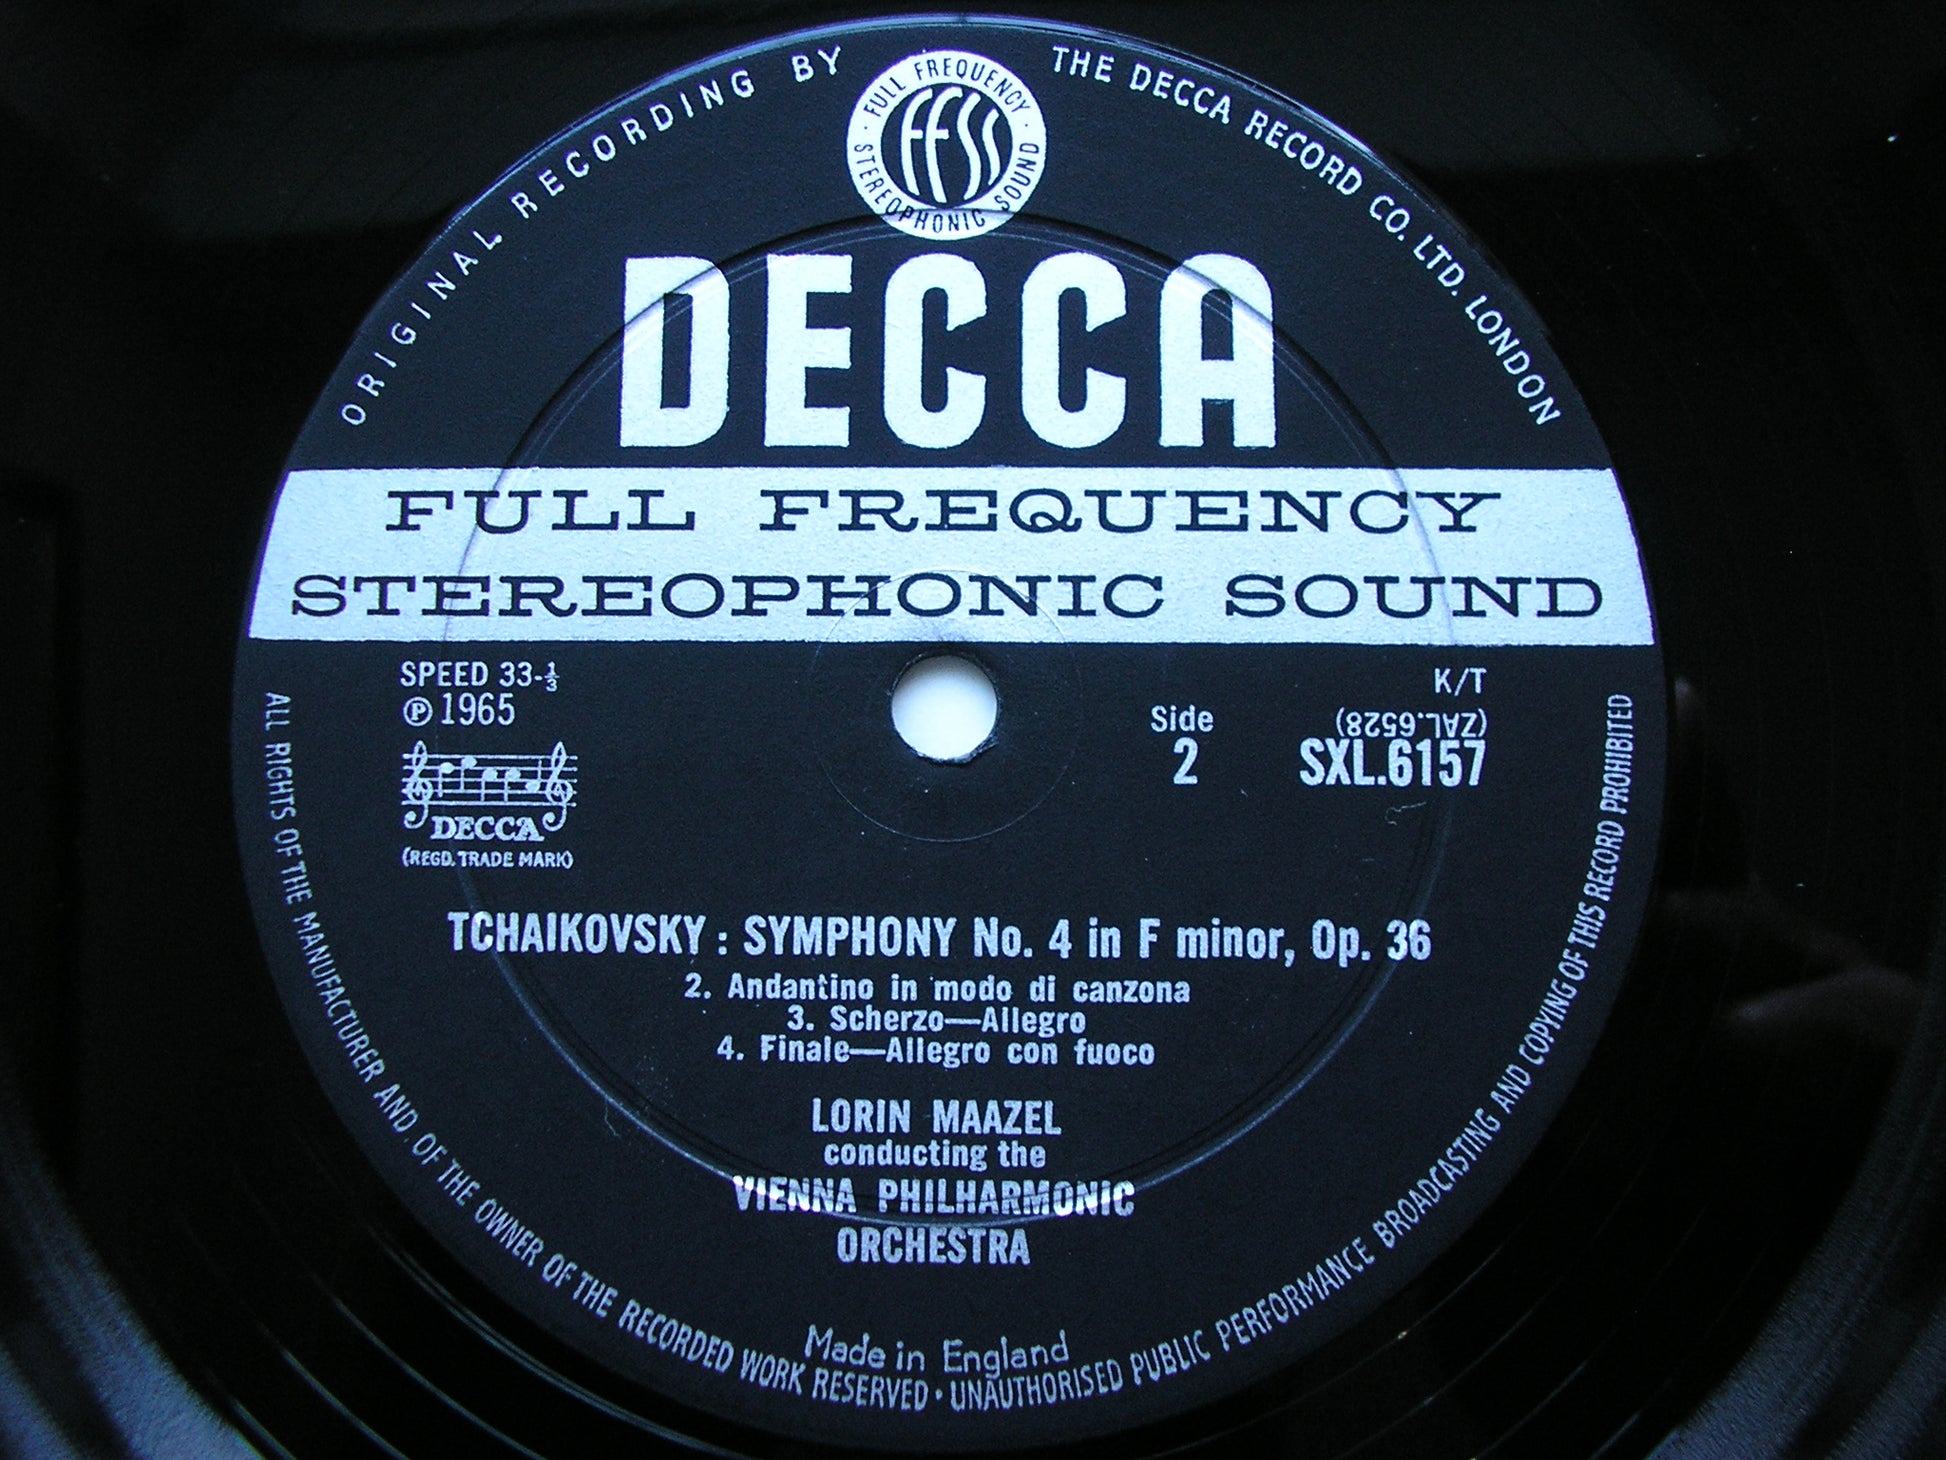 ORIGINAL RECORDING BY
THE DECCA RECORD CO. LTD. LONDON
FULL FREQUENCY
FFSS
STEREOPHONIC SOUND
DECCA
FULL FREQUENCY
STEREOPHONIC SOUND
SPEED 33-⅓
℗ 1965
DECCA
(REGD. TRADE MARK)
K/T
(ZAL.6528)
Side
2
SXL.6157
TCHAIKOVSKY : SYMPHONY No. 4 in F minor, Op. 36
2. Andantino in modo di canzona
3. Scherzo—Allegro
4. Finale—Allegro con fuoco
LORIN MAAZEL
conducting the
VIENNA PHILHARMONIC
ORCHESTRA
Made in England
ALL RIGHTS OF THE MANUFACTURER AND OF THE OWNER OF THE RECORDED WORK RESERVED · UNAUTHORISED PUBLIC PERFORMANCE BROADCASTING AND COPYING OF THIS RECORD PROHIBITED